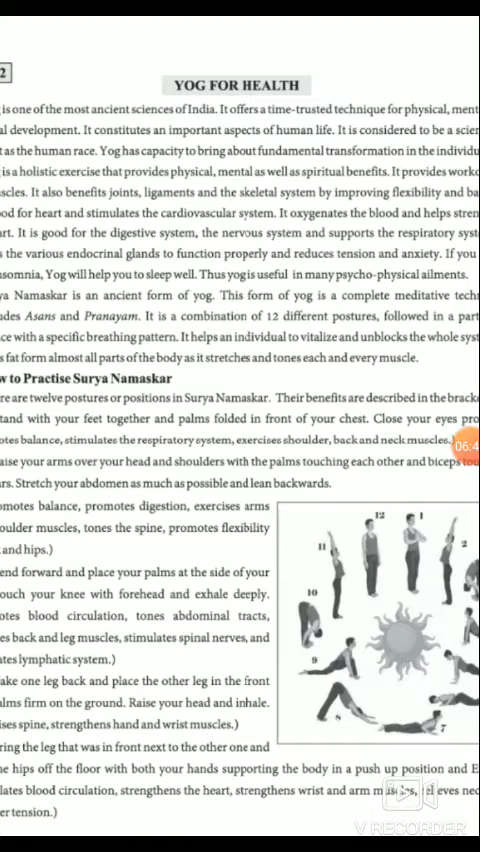 2
YOG FOR HEALTH
is one of the most ancient sciences of India. It offers a time-trusted technique for physical, ment
al development. It constitutes an important aspects of human life. It is considered to be a scien
t as the human race. Yog has capacity to bring about fundamental transformation in the individu
is a holistic exercise that provides physical, mental as well as spiritual benefits. It provides worko
scles. It also benefits joints, ligaments and the skeletal system by improving flexibility and ba
ood for heart and stimulates the cardiovascular system. It oxygenates the blood and helps stren
art. It is good for the digestive system, the nervous system and supports the respiratory syst
s the various endocrinal glands to function properly and reduces tension and anxiety. If you
nsomnia, Yog will help you to sleep well. Thus yog is useful in many psycho-physical ailments.
ya Namaskar is an ancient form of yog. This form of yog is a complete meditative techn
udes Asans and Pranayam. It is a combination of 12 different postures, followed in a part
ce with a specific breathing pattern. It helps an individual to vitalize and unblocks the whole syst
s fat form almost all parts of the body as it stretches and tones each and every muscle.
w to Practise Surya Namaskar
re are twelve postures or positions in Surya Namaskar. Their benefits are described in the bracke
tand with your feet together and palms folded in front of your chest. Close your eyes pro
otes balance, stimulates the respiratory system, exercises shoulder, back and neck muscles.)
06:4
aise your arms over your head and shoulders with the palms touching each other and biceps tou
ars. Stretch your abdomen as much as possible and lean backwards.
omotes balance, promotes digestion, exercises arms
oulder muscles, tones the spine, promotes flexibility
and hips.)
end forward and place your palms at the side of your
ouch your knee with forehead and exhale deeply.
otes blood circulation, tones abdominal tracts,
es back and leg muscles, stimulates spinal nerves, and
ates lymphatic system.)
ake one leg back and place the other leg in the front
alms firm on the ground. Raise your head and inhale.
ises spine, strengthens hand and wrist muscles.)
ring the leg that was in front next to the other one and
he hips off the floor with both your hands supporting the body in a push up position and E
lates blood circulation, strengthens the heart, strengthens wrist and arm muscles, relieves nec
er tension.)
12
1
2
11
10
9
8
7
V RECORDER